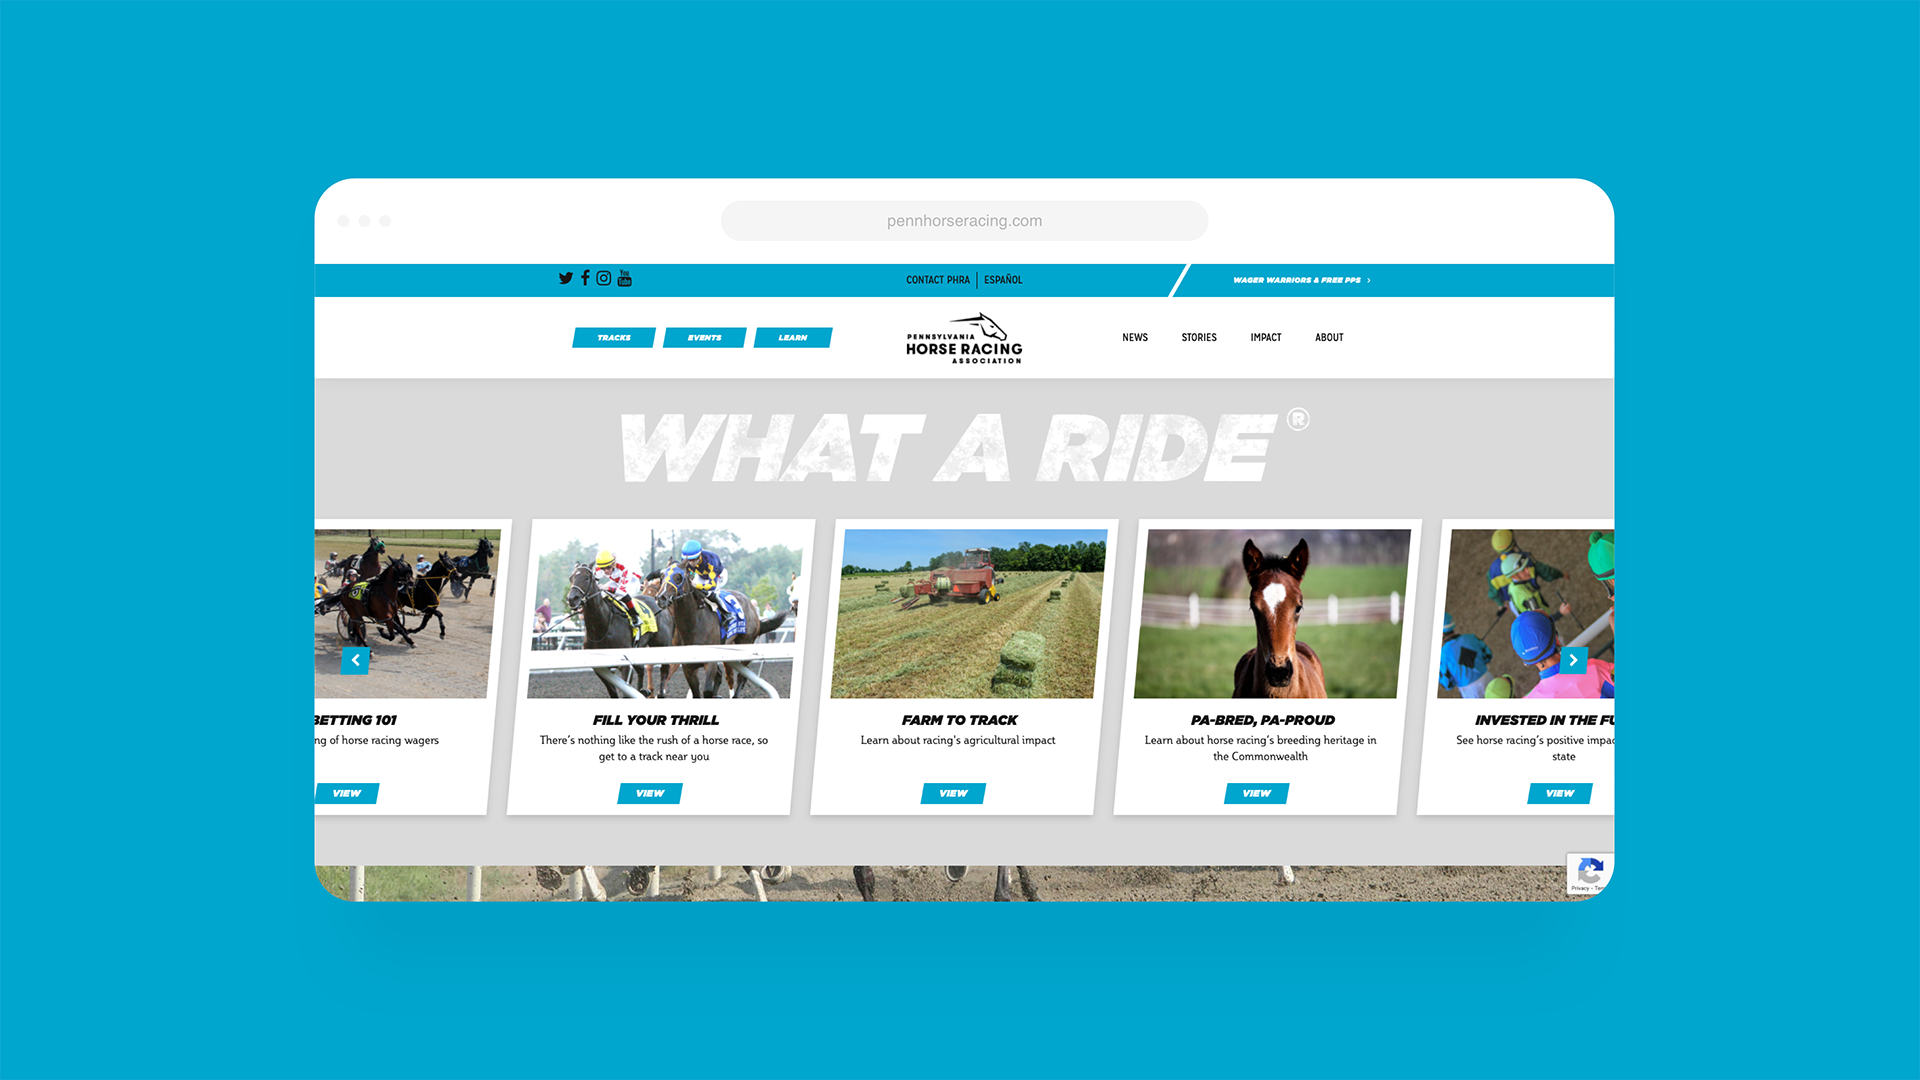 pennhorseracing.com
CONTACT PHRA | ESPAÑOL
WAGER WARRIORS & FREE PPS >
TRACKS
EVENTS
LEARN
PENNSYLVANIA
HORSE RACING
ASSOCIATION
NEWS
STORIES
IMPACT
ABOUT
WHAT A RIDE®
BETTING 101
ng of horse racing wagers
VIEW
FILL YOUR THRILL
There's nothing like the rush of a horse race, so
get to a track near you
VIEW
FARM TO TRACK
Learn about racing's agricultural impact
VIEW
PA-BRED, PA-PROUD
Learn about horse racing's breeding heritage in
the Commonwealth
VIEW
INVESTED IN THE FU
See horse racing's positive impac
state
VIEW
Privacy - Term